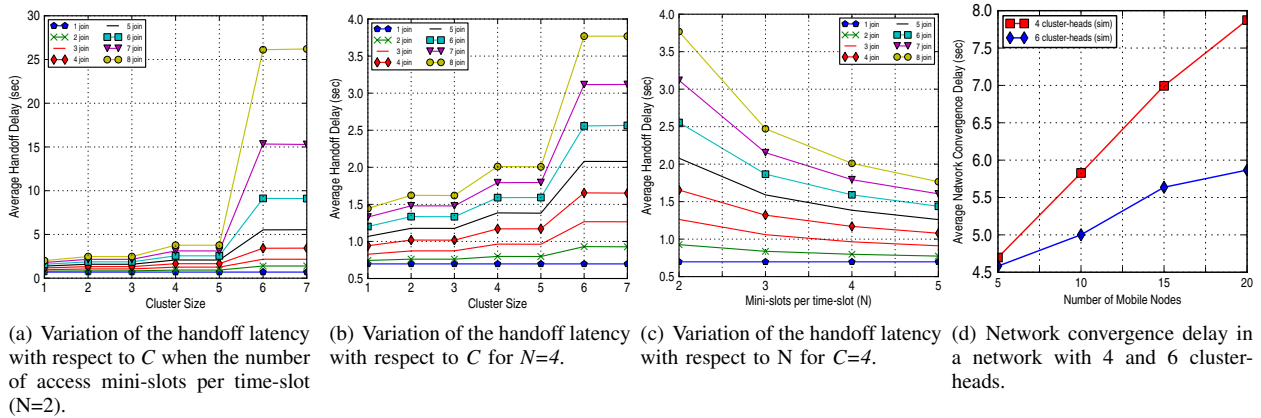 30
25
20
15
10
5
0
1
2
3
4
5
6
7
Average Handoff Delay (sec)
Cluster Size
1 join
2 join
3 join
4 join
5 join
6 join
7 join
8 join
4.0
3.5
3.0
2.5
2.0
1.5
1.0
0.5
1
2
3
4
5
6
7
Average Handoff Delay (sec)
Cluster Size
1 join
2 join
3 join
4 join
5 join
6 join
7 join
8 join
4.0
3.5
3.0
2.5
2.0
1.5
1.0
0.5
2
3
4
5
Average Handoff Delay (sec)
Mini-slots per time-slot (N)
1 join
2 join
3 join
4 join
5 join
6 join
7 join
8 join
8.0
7.5
7.0
6.5
6.0
5.5
5.0
4.5
5
10
15
20
Average Network Convergence Delay (sec)
Number of Mobile Nodes
4 cluster-heads (sim)
6 cluster-heads (sim)
(a) Variation of the handoff latency
with respect to C when the number
of access mini-slots per time-slot
(N=2).
(b) Variation of the handoff latency
with respect to C for N=4.
(c) Variation of the handoff latency
with respect to N for C=4.
(d) Network convergence delay in
a network with 4 and 6 cluster-
heads.